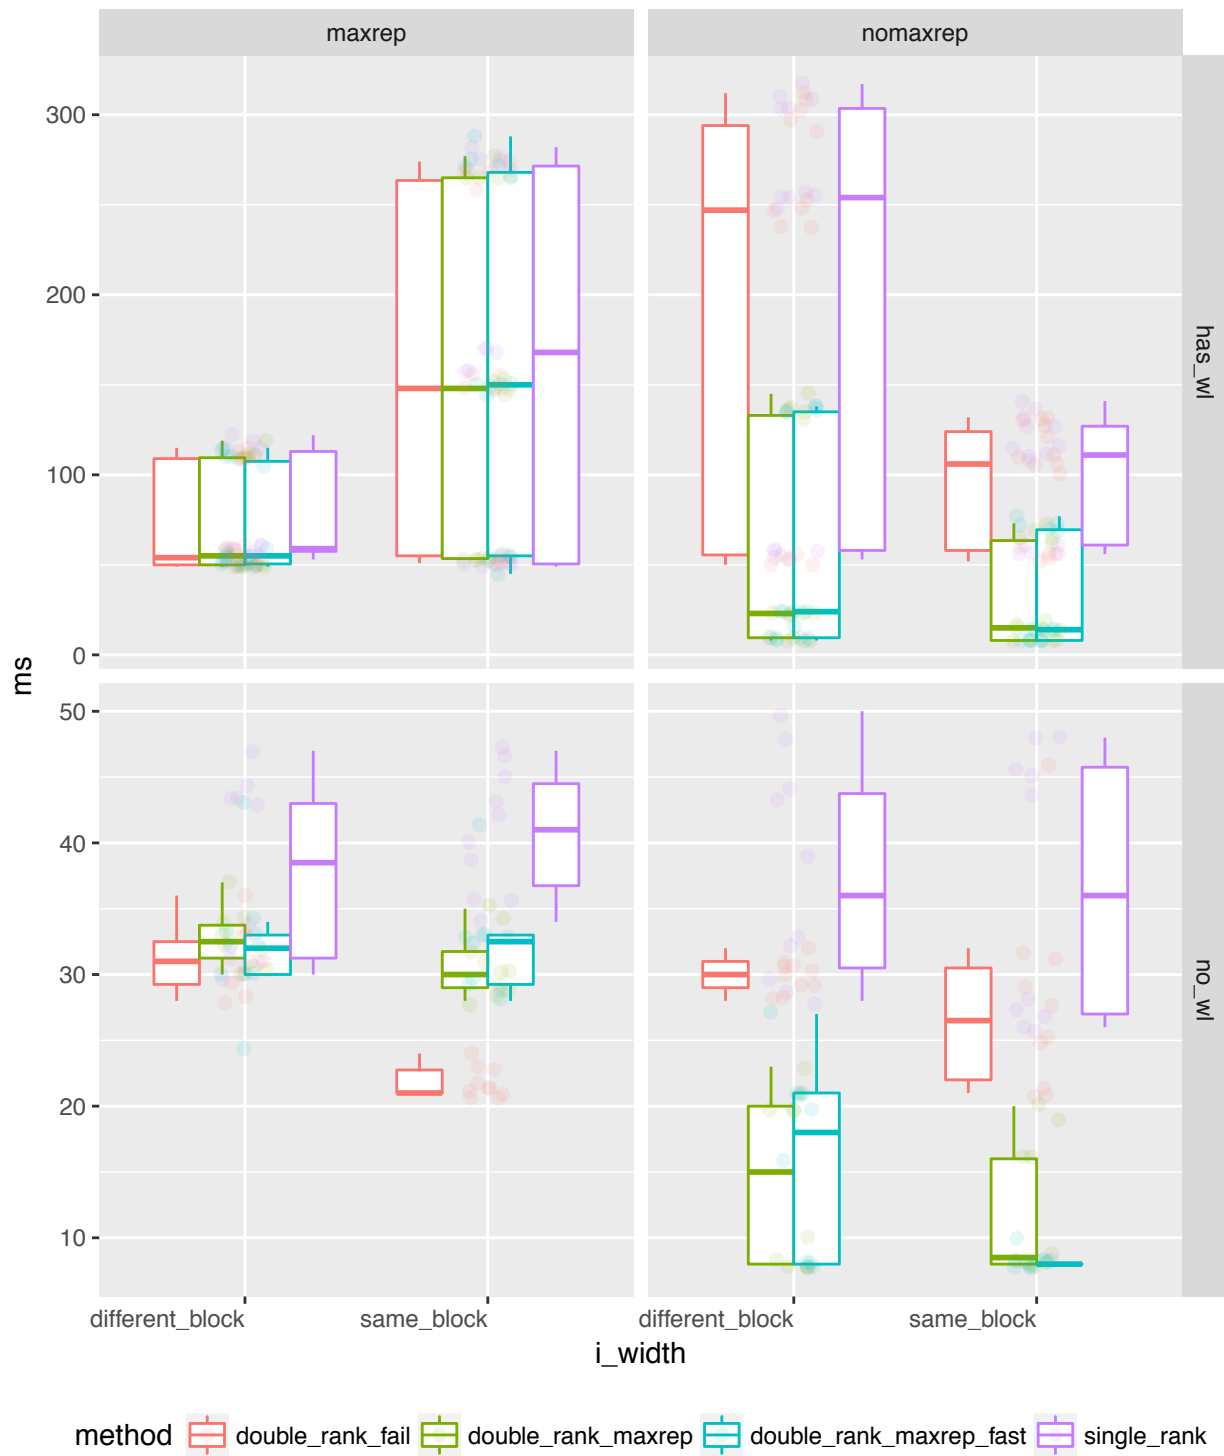 maxrep nomaxrep
300
200
100
0
has_wl
ms
50
40
30
20
10
no_wl
different_block same_block different_block same_block
i_width
method double_rank_fail double_rank_maxrep double_rank_maxrep_fast single_rank